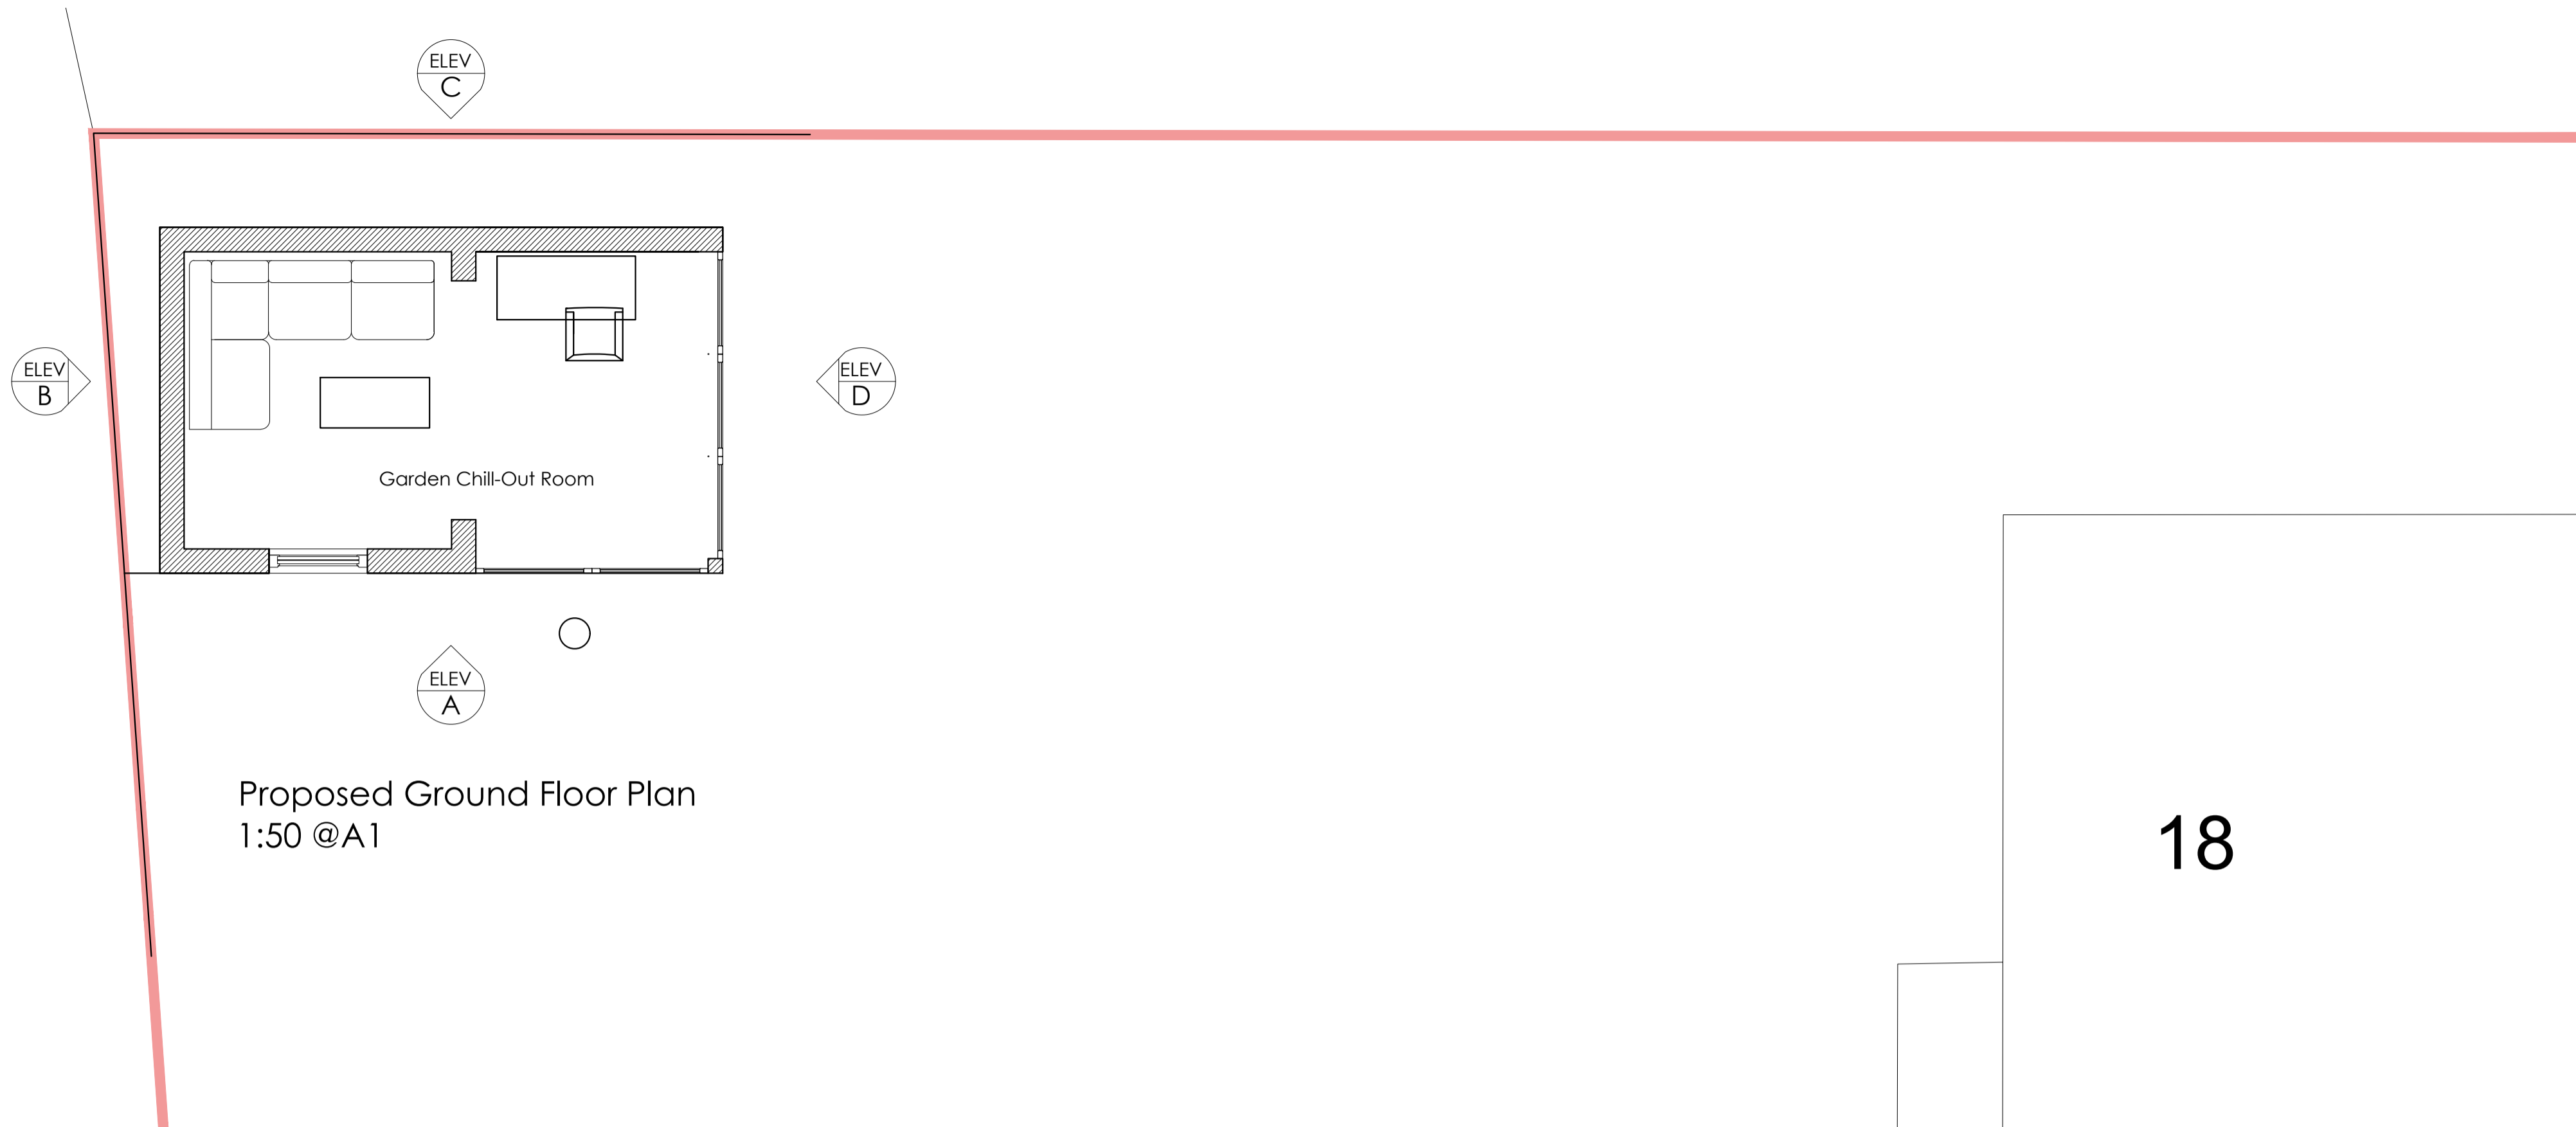 ELEV
C
ELEV
B
ELEV
D
Garden Chill-Out Room
ELEV
A
Proposed Ground Floor Plan
1:50 @A1
18